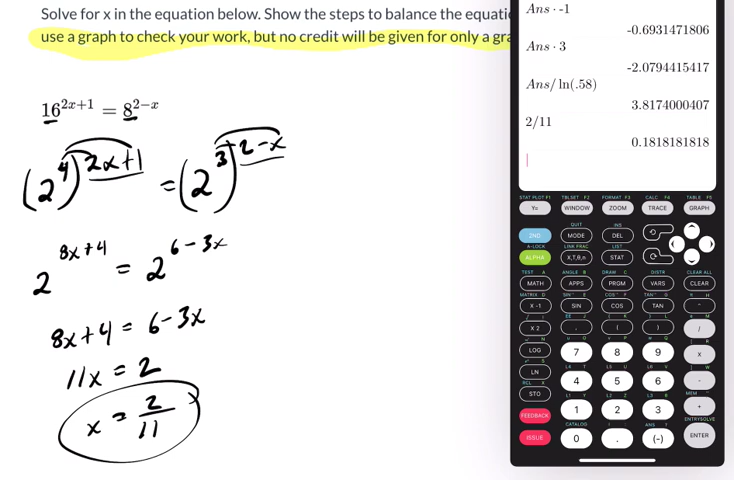 Solve for x in the equation below. Show the steps to balance the equati
use a graph to check your work, but no credit will be given for only a gra
16^{2x+1} = 8^{2-x}
(2^4)^{2x+1} = (2^3)^{2-x}
2^{8x+4} = 2^{6-3x}
8x+4 = 6-3x
11x = 2
x = 2/11
Ans · -1
-0.6931471806
Ans · 3
-2.0794415417
Ans/ ln(.58)
3.8174000407
2/11
0.1818181818
STAT PLOT F1 TBLSET F2 FORMAT F3 CALC F4 TABLE F5
Y= WINDOW ZOOM TRACE GRAPH
QUIT INS
2ND MODE DEL
A-LOCK LINK FRAC LIST
ALPHA X,T,θ,n STAT
TEST A ANGLE B DRAW C DISTR CLEAR ALL
MATH APPS PRGM VARS CLEAR
MATRIX D
X -1 SIN COS TAN ^
X 2 , ( ) /
LOG 7 8 9 x
LN 4 5 6 -
RCL X
STO 1 2 3 +
MEM
ENTRY SOLVE
FEEDBACK
CATALOG ANS ?
ISSUE 0 . (-) ENTER